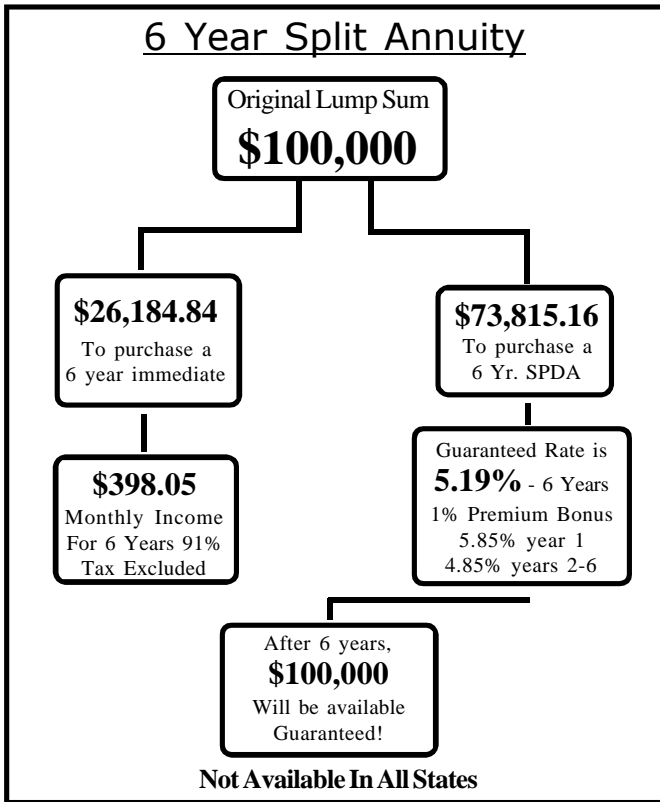 6 Year Split Annuity
Original Lump Sum
$100,000
$26,184.84
To purchase a
6 year immediate
$73,815.16
To purchase a
6 Yr. SPDA
$398.05
Monthly Income
For 6 Years 91%
Tax Excluded
Guaranteed Rate is
5.19% - 6 Years
1% Premium Bonus
5.85% year 1
4.85% years 2-6
After 6 years,
$100,000
Will be available
Guaranteed!
Not Available In All States